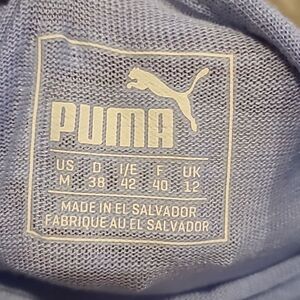 PUMA
US D I/E F UK
M 38 42 40 12
MADE IN EL SALVADOR
FABRIQUE AU EL SALVADOR